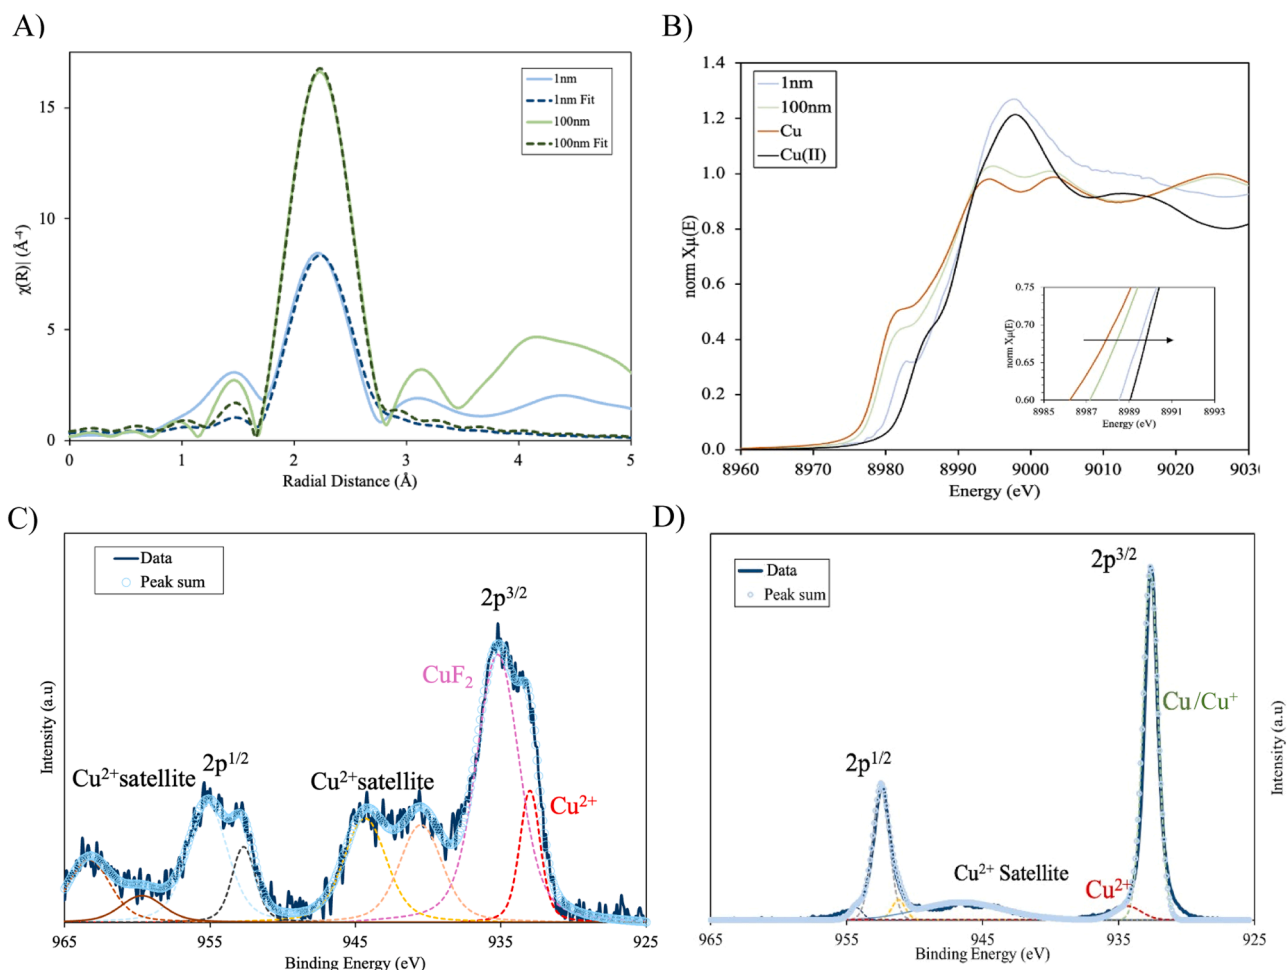 A)
1nm
1nm Fit
100nm
100nm Fit
15
10
5
0
χ(R)| (Å⁻⁴)
0 1 2 3 4 5
Radial Distance (Å)
B)
1nm
100nm
Cu
Cu(II)
1.4
1.2
1.0
0.8
0.6
0.4
0.2
0.0
norm Xμ(E)
0.75
0.70
0.65
0.60
norm Xμ(E)
8985 8987 8989 8991 8993
Energy (eV)
8960 8970 8980 8990 9000 9010 9020 9030
Energy (eV)
C)
Data
Peak sum
2p³/²
CuF₂
2p¹/²
Cu²⁺ satellite
Cu²⁺ satellite
Cu²⁺
Intensity (a.u)
965 955 945 935 925
Binding Energy (eV)
D)
Data
Peak sum
2p³/²
Cu/Cu⁺
2p¹/²
Cu²⁺ Satellite
Cu²⁺
Intensity (a.u)
965 955 945 935 925
Binding Energy (eV)